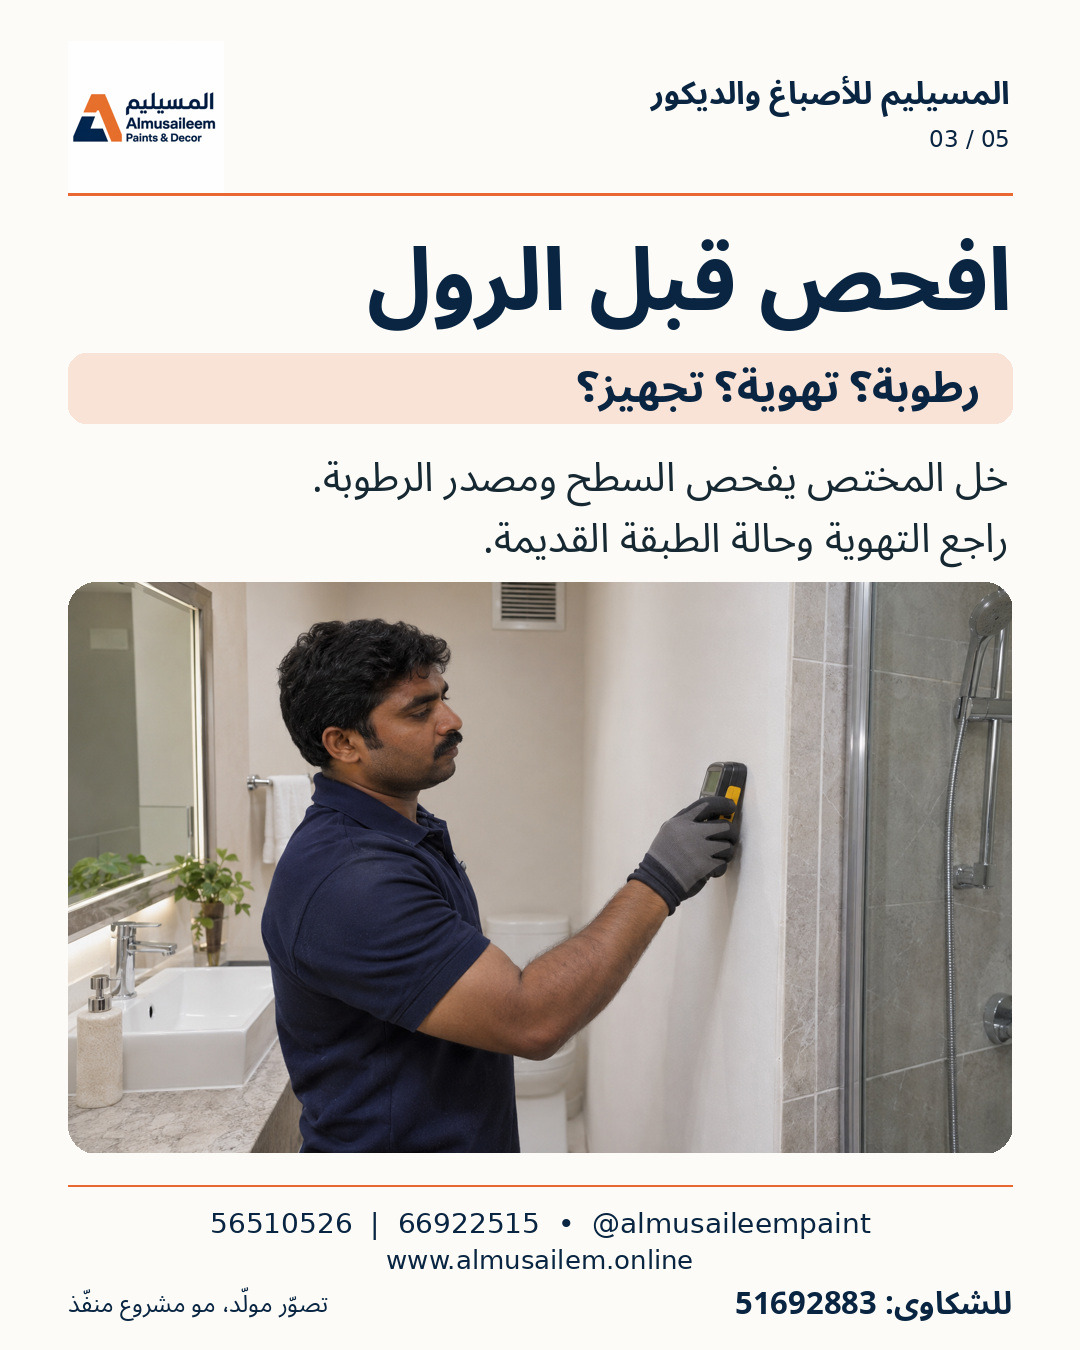 المسيليم
Almusaileem
Paints & Decor
المسيليم للأصباغ والديكور
03 / 05
افحص قبل الرول
رطوبة؟ تهوية؟ تجهيز؟
خل المختص يفحص السطح ومصدر الرطوبة.
راجع التهوية وحالة الطبقة القديمة.
56510526 | 66922515 • @almusaileempaint
www.almusailem.online
للشكاوى: 51692883
تصوّر مولّد، مو مشروع منفّذ